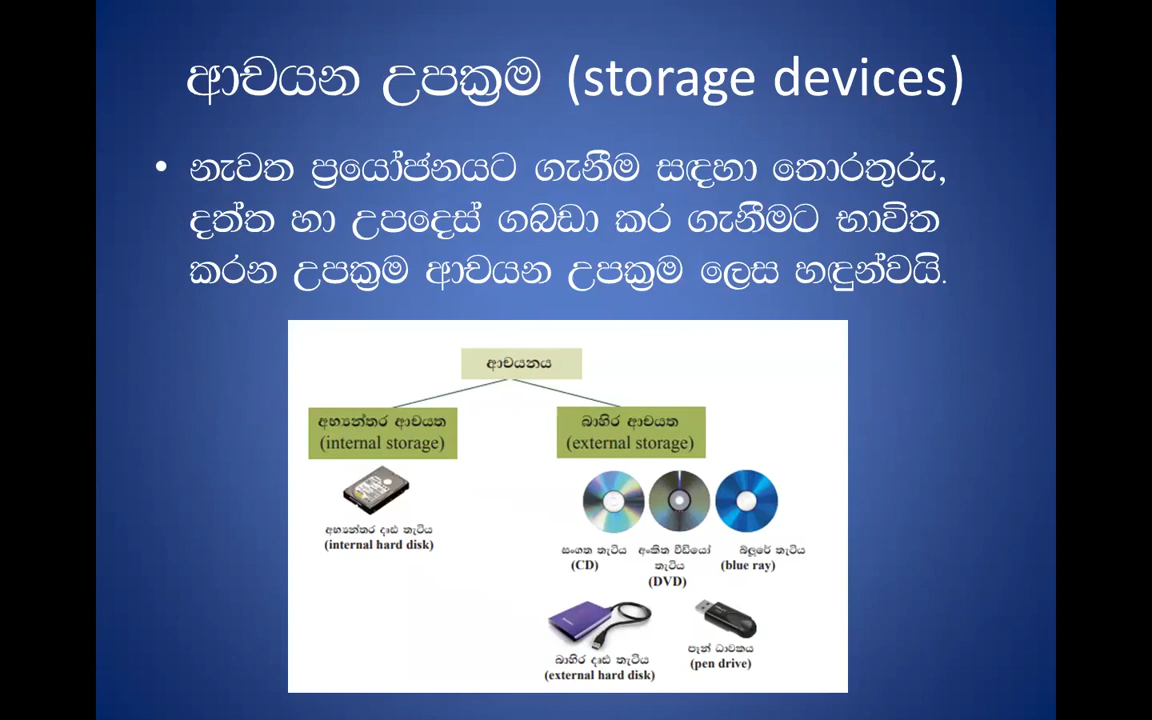 ආචයන උපක්‍රම (storage devices)
• නැවත ප්‍රයෝජනයට ගැනීම සඳහා තොරතුරු,
දත්ත හා උපදෙස් ගබඩා කර ගැනීමට භාවිත
කරන උපක්‍රම ආචයන උපක්‍රම ලෙස හඳුන්වයි.
ආචයනය
අභ්‍යන්තර ආචයන
(internal storage)
බාහිර ආචයන
(external storage)
අභ්‍යන්තර දෘඪ තැටිය
(internal hard disk)
සංගත තැටිය
(CD)
අංකිත වීඩියෝ
තැටිය
(DVD)
බ්ලූරේ තැටිය
(blue ray)
බාහිර දෘඪ තැටිය
(external hard disk)
පෑන් ධාවකය
(pen drive)